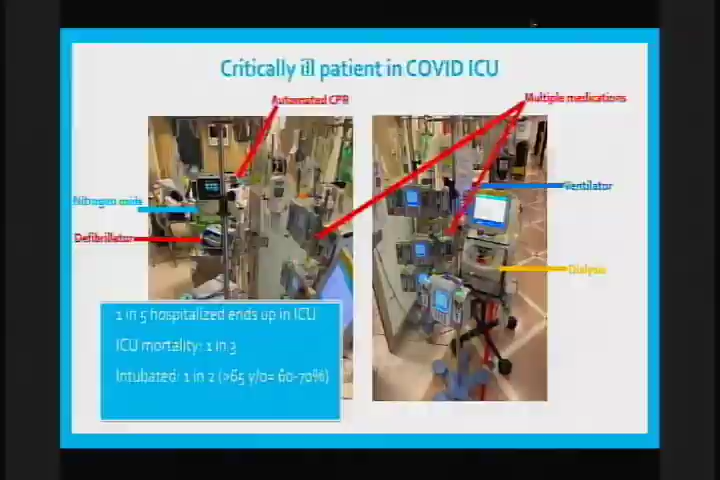 Critically ill patient in COVID ICU
Automated CPR
Multiple medications
Nitrogen oxide
Ventilator
Defibrillator
Dialysis
1 in 5 hospitalized ends up in ICU
ICU mortality: 1 in 3
Intubated: 1 in 2 (>65 y/o= 60-70%)